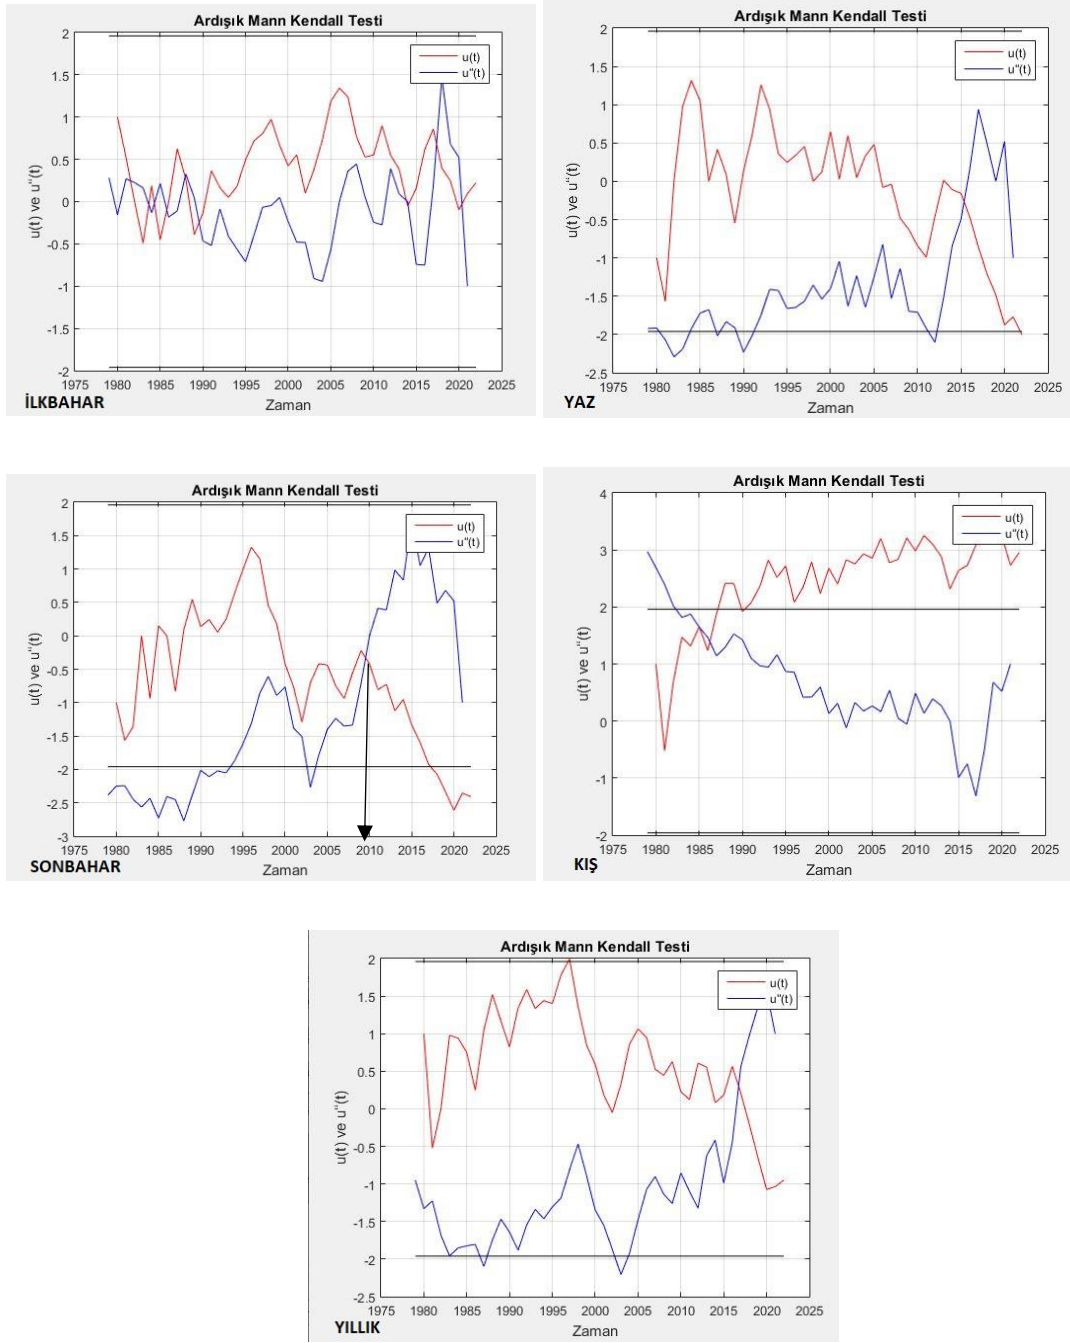 Ardışık Mann Kendall Testi
u(t) ve u"(t)
2
1.5
1
0.5
0
-0.5
-1
-1.5
-2
u(t)
u"(t)
1975 1980 1985 1990 1995 2000 2005 2010 2015 2020 2025
Zaman
İLKBAHAR
Ardışık Mann Kendall Testi
u(t) ve u"(t)
2
1.5
1
0.5
0
-0.5
-1
-1.5
-2
-2.5
u(t)
u"(t)
1975 1980 1985 1990 1995 2000 2005 2010 2015 2020 2025
Zaman
YAZ
Ardışık Mann Kendall Testi
u(t) ve u"(t)
2
1.5
1
0.5
0
-0.5
-1
-1.5
-2
-2.5
-3
u(t)
u"(t)
1975 1980 1985 1990 1995 2000 2005 2010 2015 2020 2025
Zaman
SONBAHAR
Ardışık Mann Kendall Testi
u(t) ve u"(t)
4
3
2
1
0
-1
-2
u(t)
u"(t)
1975 1980 1985 1990 1995 2000 2005 2010 2015 2020 2025
Zaman
KIŞ
Ardışık Mann Kendall Testi
u(t) ve u"(t)
2
1.5
1
0.5
0
-0.5
-1
-1.5
-2
-2.5
u(t)
u"(t)
1975 1980 1985 1990 1995 2000 2005 2010 2015 2020 2025
Zaman
YILLIK